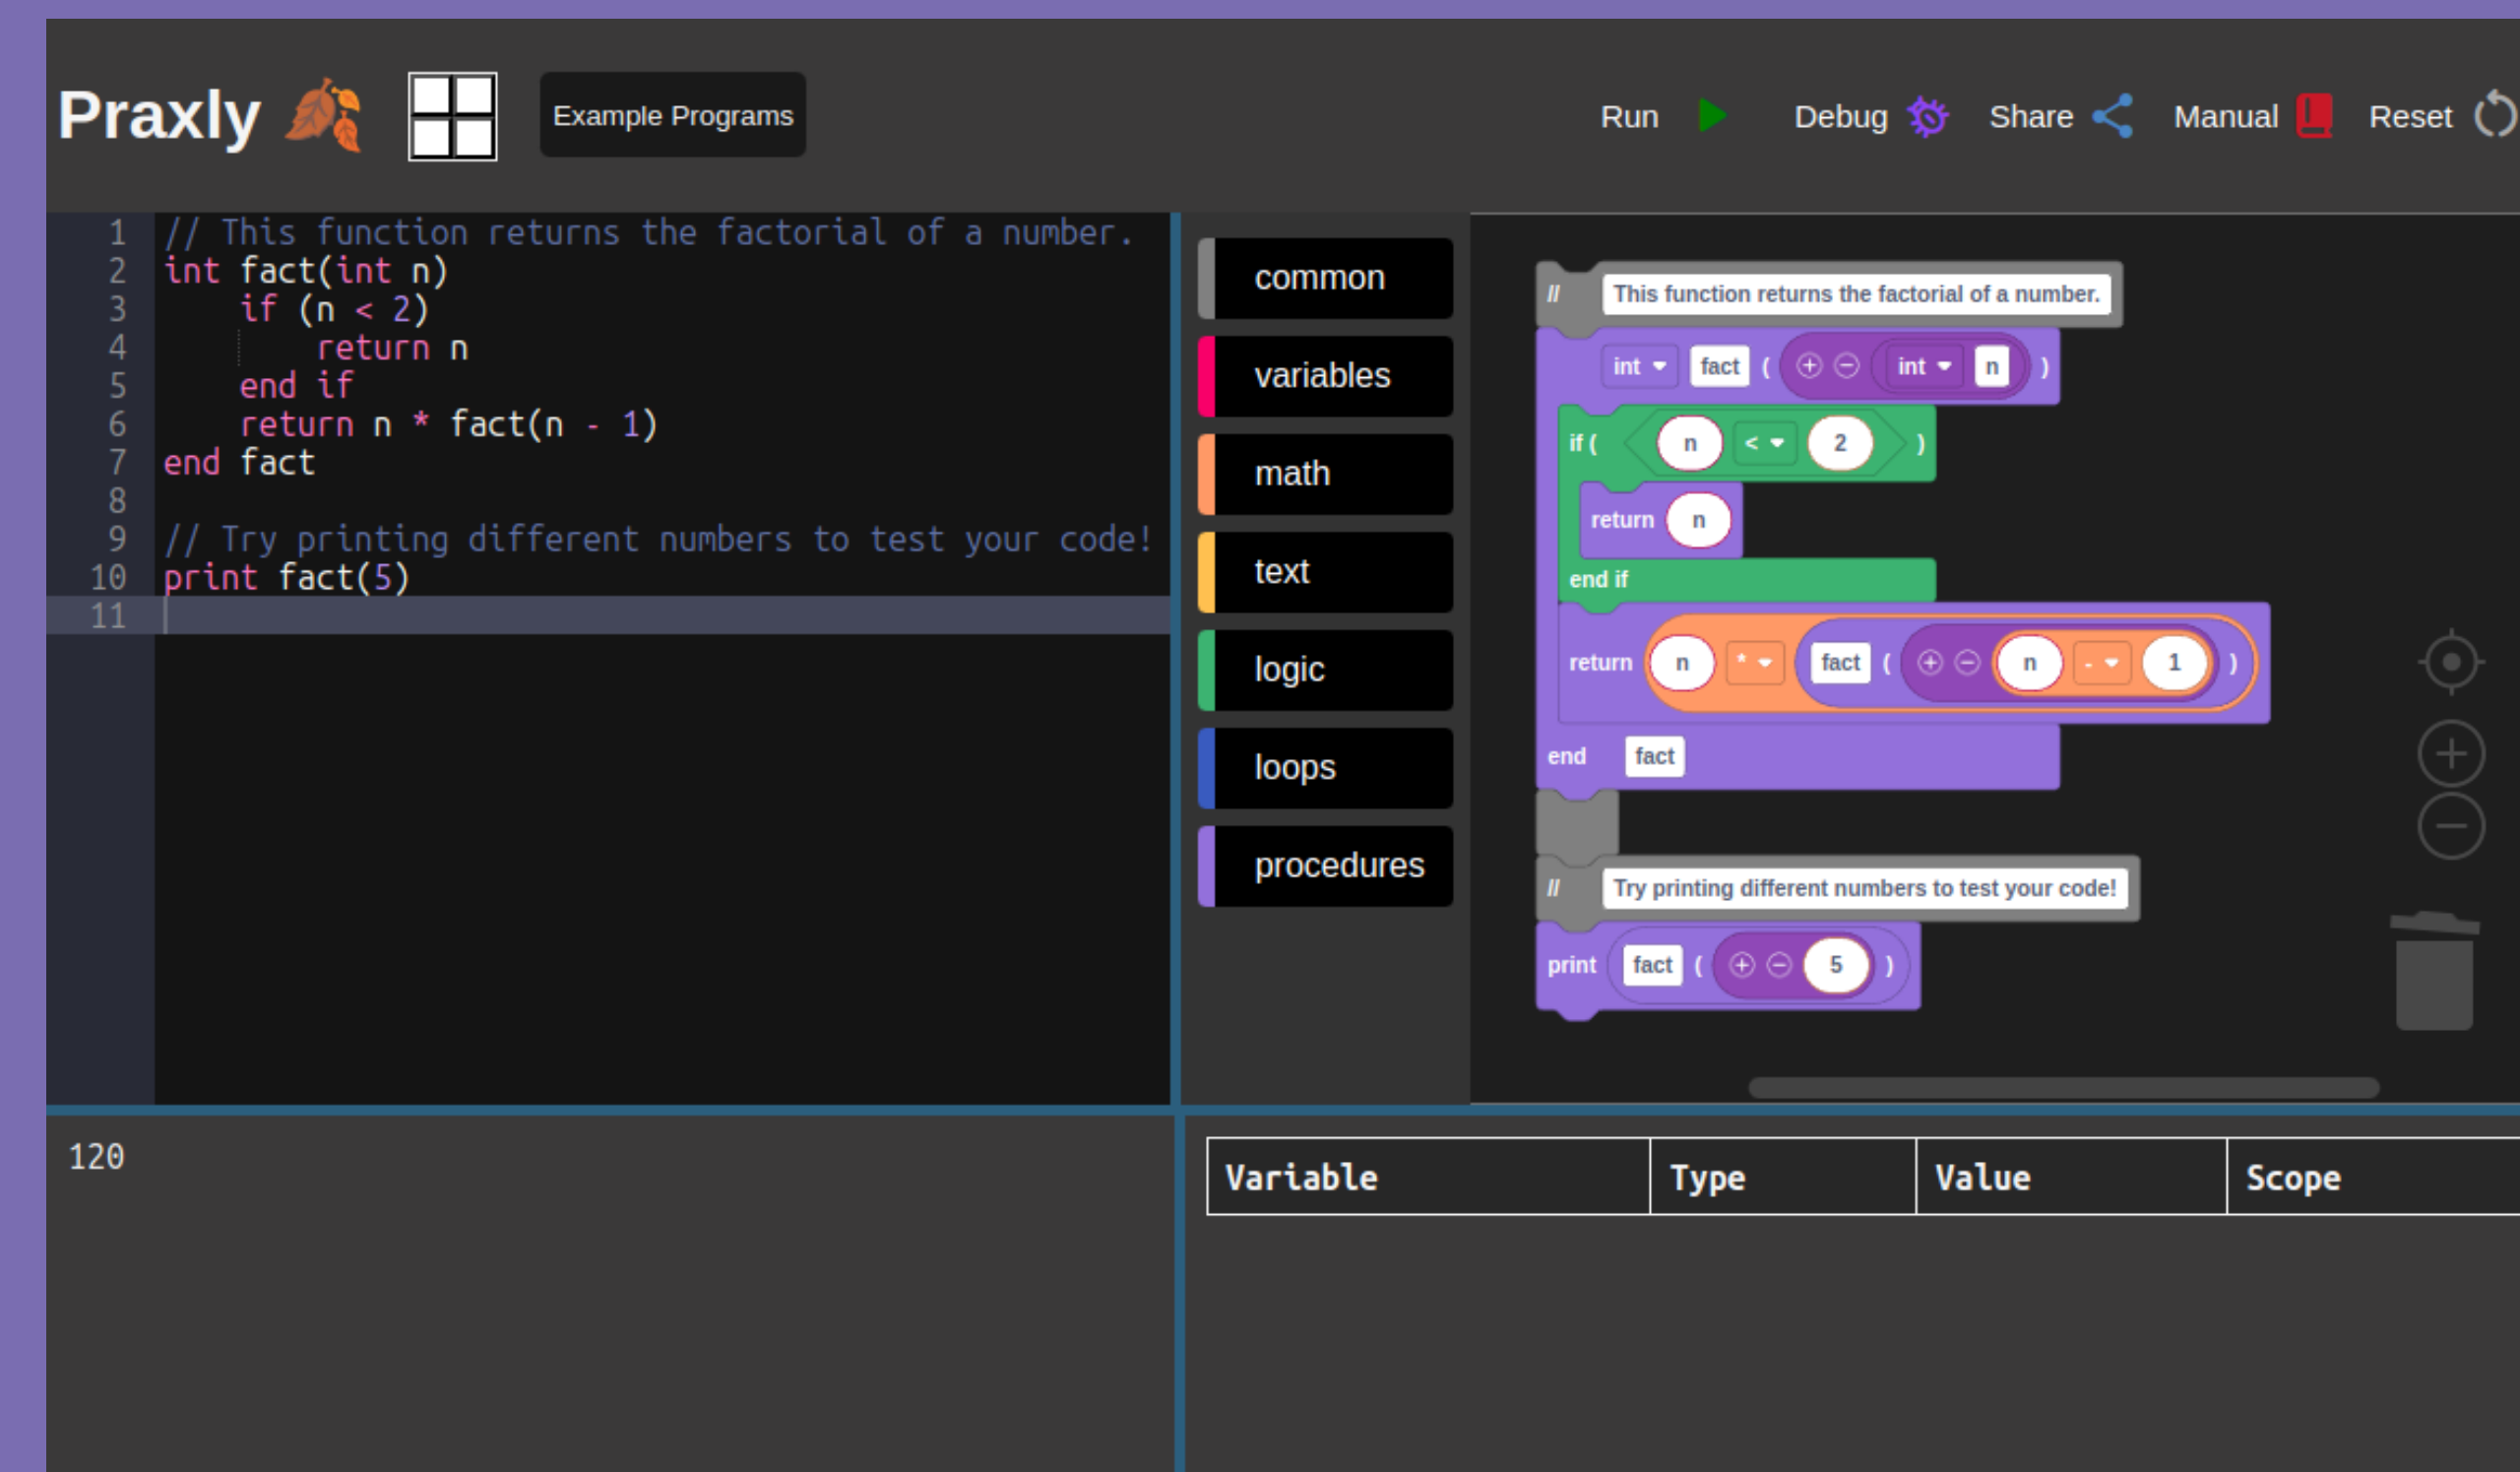 Praxly
Example Programs
Run
Debug
Share
Manual
Reset
1 // This function returns the factorial of a number.
2 int fact(int n)
3     if (n < 2)
4         return n
5     end if
6     return n * fact(n - 1)
7 end fact
8
9 // Try printing different numbers to test your code!
10 print fact(5)
11
common
variables
math
text
logic
loops
procedures
// This function returns the factorial of a number.
int fact ( int n )
if ( n < 2 )
return n
end if
return n * fact ( n - 1 )
end fact
// Try printing different numbers to test your code!
print fact ( 5 )
120
Variable Type Value Scope